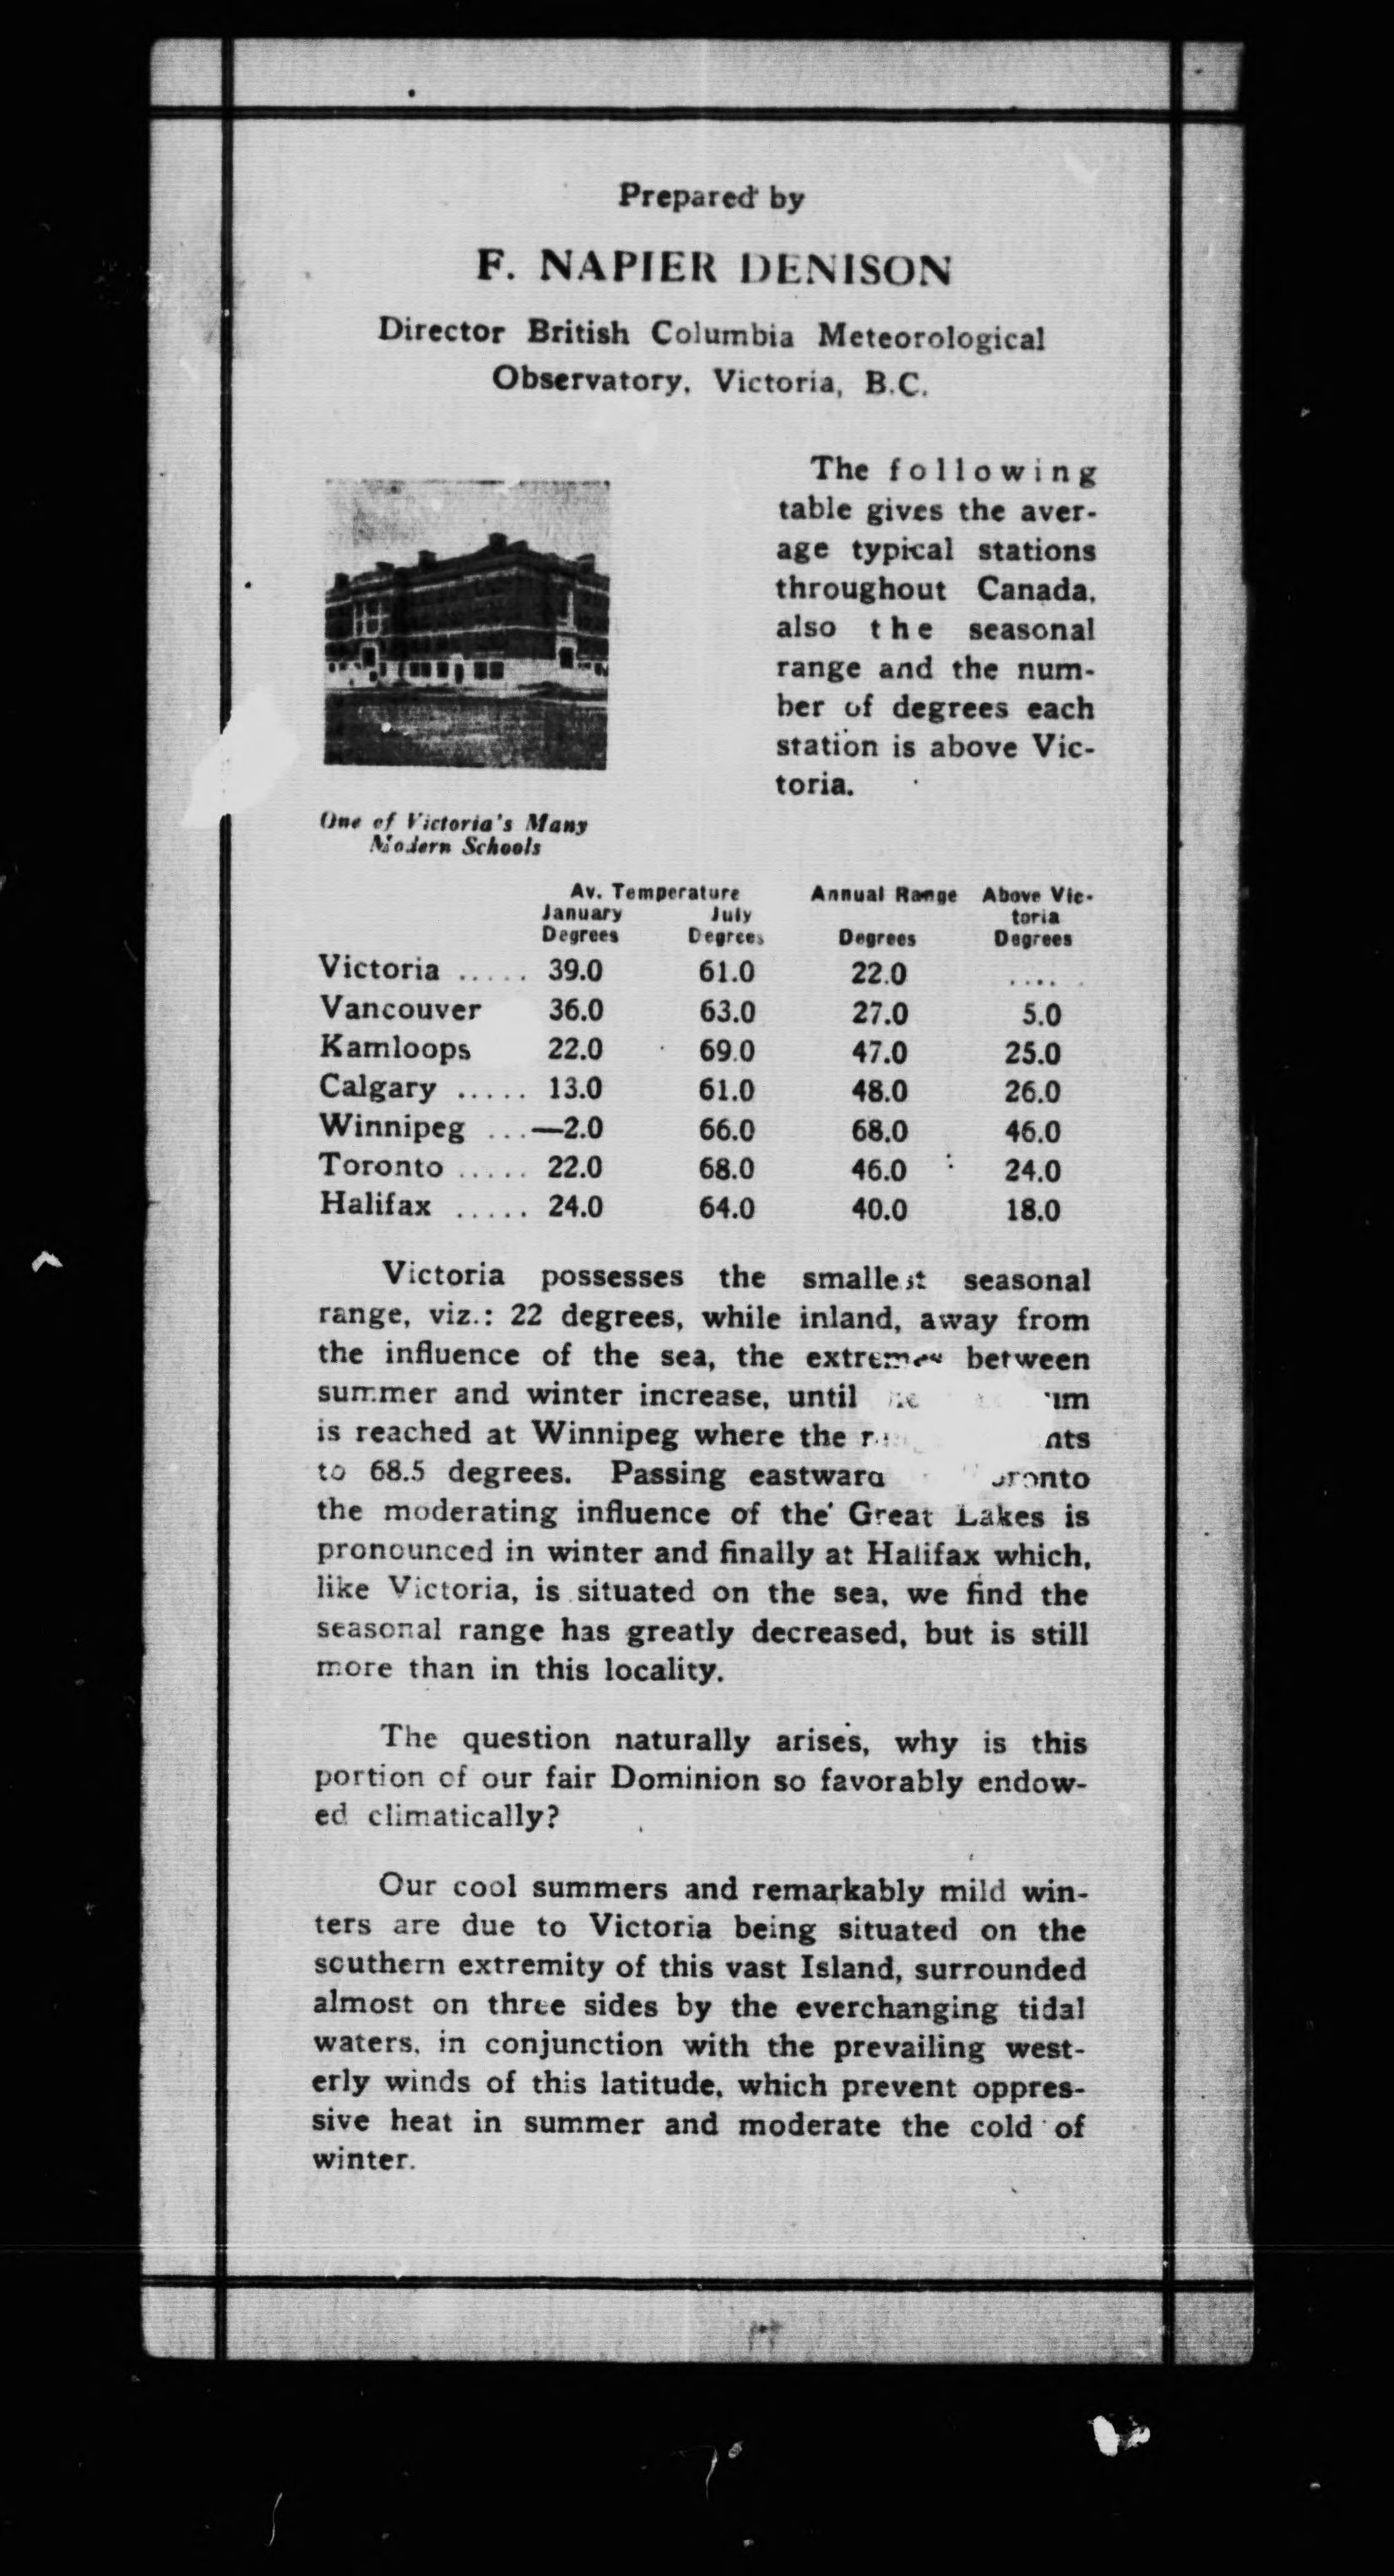 Prepared by
F. NAPIER DENISON
Director British Columbia Meteorological
Observatory, Victoria, B.C.
The following
table gives the aver-
age typical stations
throughout Canada,
also the seasonal
range and the num-
ber of degrees each
station is above Vic-
toria.
One of Victoria's Many
Modern Schools
Av. Temperature Annual Range Above Vic-
January July toria
Degrees Degrees Degrees Degrees
Victoria ..... 39.0 61.0 22.0 ....
Vancouver 36.0 63.0 27.0 5.0
Kamloops 22.0 69.0 47.0 25.0
Calgary ..... 13.0 61.0 48.0 26.0
Winnipeg ...—2.0 66.0 68.0 46.0
Toronto ..... 22.0 68.0 46.0 24.0
Halifax ..... 24.0 64.0 40.0 18.0
Victoria possesses the smallest seasonal
range, viz.: 22 degrees, while inland, away from
the influence of the sea, the extremes between
summer and winter increase, until
is reached at Winnipeg where the
to 68.5 degrees. Passing eastward Toronto
the moderating influence of the Great Lakes is
pronounced in winter and finally at Halifax which,
like Victoria, is situated on the sea, we find the
seasonal range has greatly decreased, but is still
more than in this locality.
The question naturally arises, why is this
portion of our fair Dominion so favorably endow-
ed climatically?
Our cool summers and remarkably mild win-
ters are due to Victoria being situated on the
southern extremity of this vast Island, surrounded
almost on three sides by the everchanging tidal
waters, in conjunction with the prevailing west-
erly winds of this latitude, which prevent oppres-
sive heat in summer and moderate the cold of
winter.